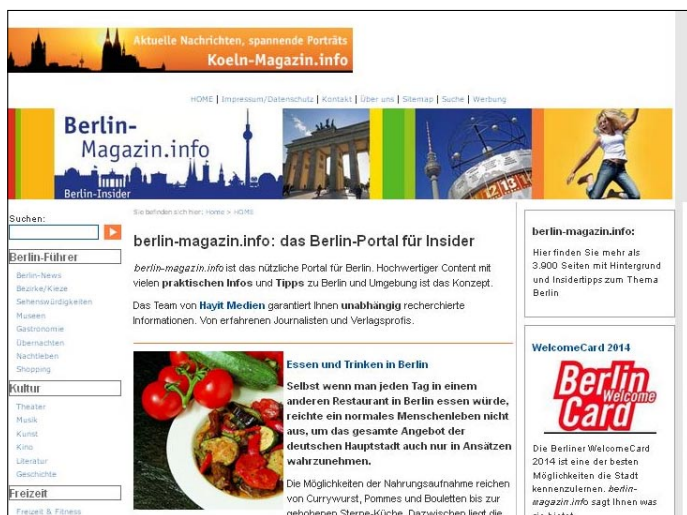 Aktuelle Nachrichten, spannende Porträts
Koeln-Magazin.info
HOME | Impressum/Datenschutz | Kontakt | Über uns | Sitemap | Suche | Werbung
Berlin-
Magazin.info
Berlin-Insider
12 13 1
Suchen:
Berlin-Führer
Berlin-News
Bezirke/Kieze
Sehenswürdigkeiten
Museen
Gastronomie
Übernachten
Nachtleben
Shopping
Kultur
Theater
Musik
Kunst
Kino
Literatur
Geschichte
Freizeit
Freizeit & Fitness
Sie befinden sich hier: Home > HOME
berlin-magazin.info: das Berlin-Portal für Insider
berlin-magazin.info ist das nützliche Portal für Berlin. Hochwertiger Content mit
vielen praktischen Infos und Tipps zu Berlin und Umgebung ist das Konzept.
Das Team von Hayit Medien garantiert Ihnen unabhängig recherchierte
Informationen. Von erfahrenen Journalisten und Verlagsprofis.
Essen und Trinken in Berlin
Selbst wenn man jeden Tag in einem
anderen Restaurant in Berlin essen würde,
reichte ein normales Menschenleben nicht
aus, um das gesamte Angebot der
deutschen Hauptstadt auch nur in Ansätzen
wahrzunehmen.
Die Möglichkeiten der Nahrungsaufnahme reichen
von Currywurst, Pommes und Bouletten bis zur
gehobenen Sterne-Küche. Dazwischen liegt die
berlin-magazin.info:
Hier finden Sie mehr als
3.900 Seiten mit Hintergrund
und Insidertipps zum Thema
Berlin
WelcomeCard 2014
Berlin
Welcome
Card
Die Berliner WelcomeCard
2014 ist eine der besten
Möglichkeiten die Stadt
kennenzulernen. berlin-
magazin.info sagt Ihnen was